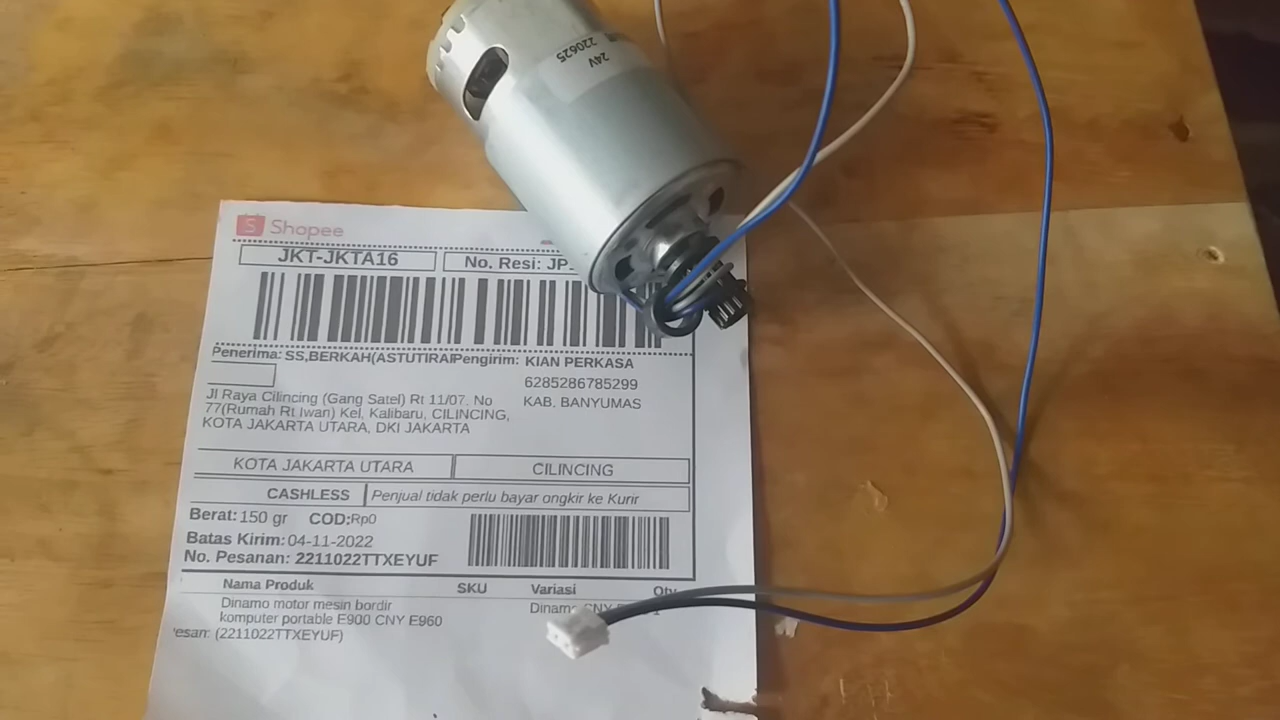 24V
220625
Shopee
JKT-JKTA16
No. Resi: JP
Penerima: SS,BERKAH(ASTUTIRAI
Pengirim: KIAN PERKASA
6285286785299
KAB. BANYUMAS
Jl Raya Cilincing (Gang Satel) Rt 11/07. No
77(Rumah Rt Iwan) Kel, Kalibaru, CILINCING,
KOTA JAKARTA UTARA, DKI JAKARTA
KOTA JAKARTA UTARA
CILINCING
CASHLESS
Penjual tidak perlu bayar ongkir ke Kurir
Berat: 150 gr COD:Rp0
Batas Kirim: 04-11-2022
No. Pesanan: 2211022TTXEYUF
Nama Produk SKU Variasi Qty
Dinamo motor mesin bordir
komputer portable E900 CNY E960
Dinamo CNY
esan: (2211022TTXEYUF)